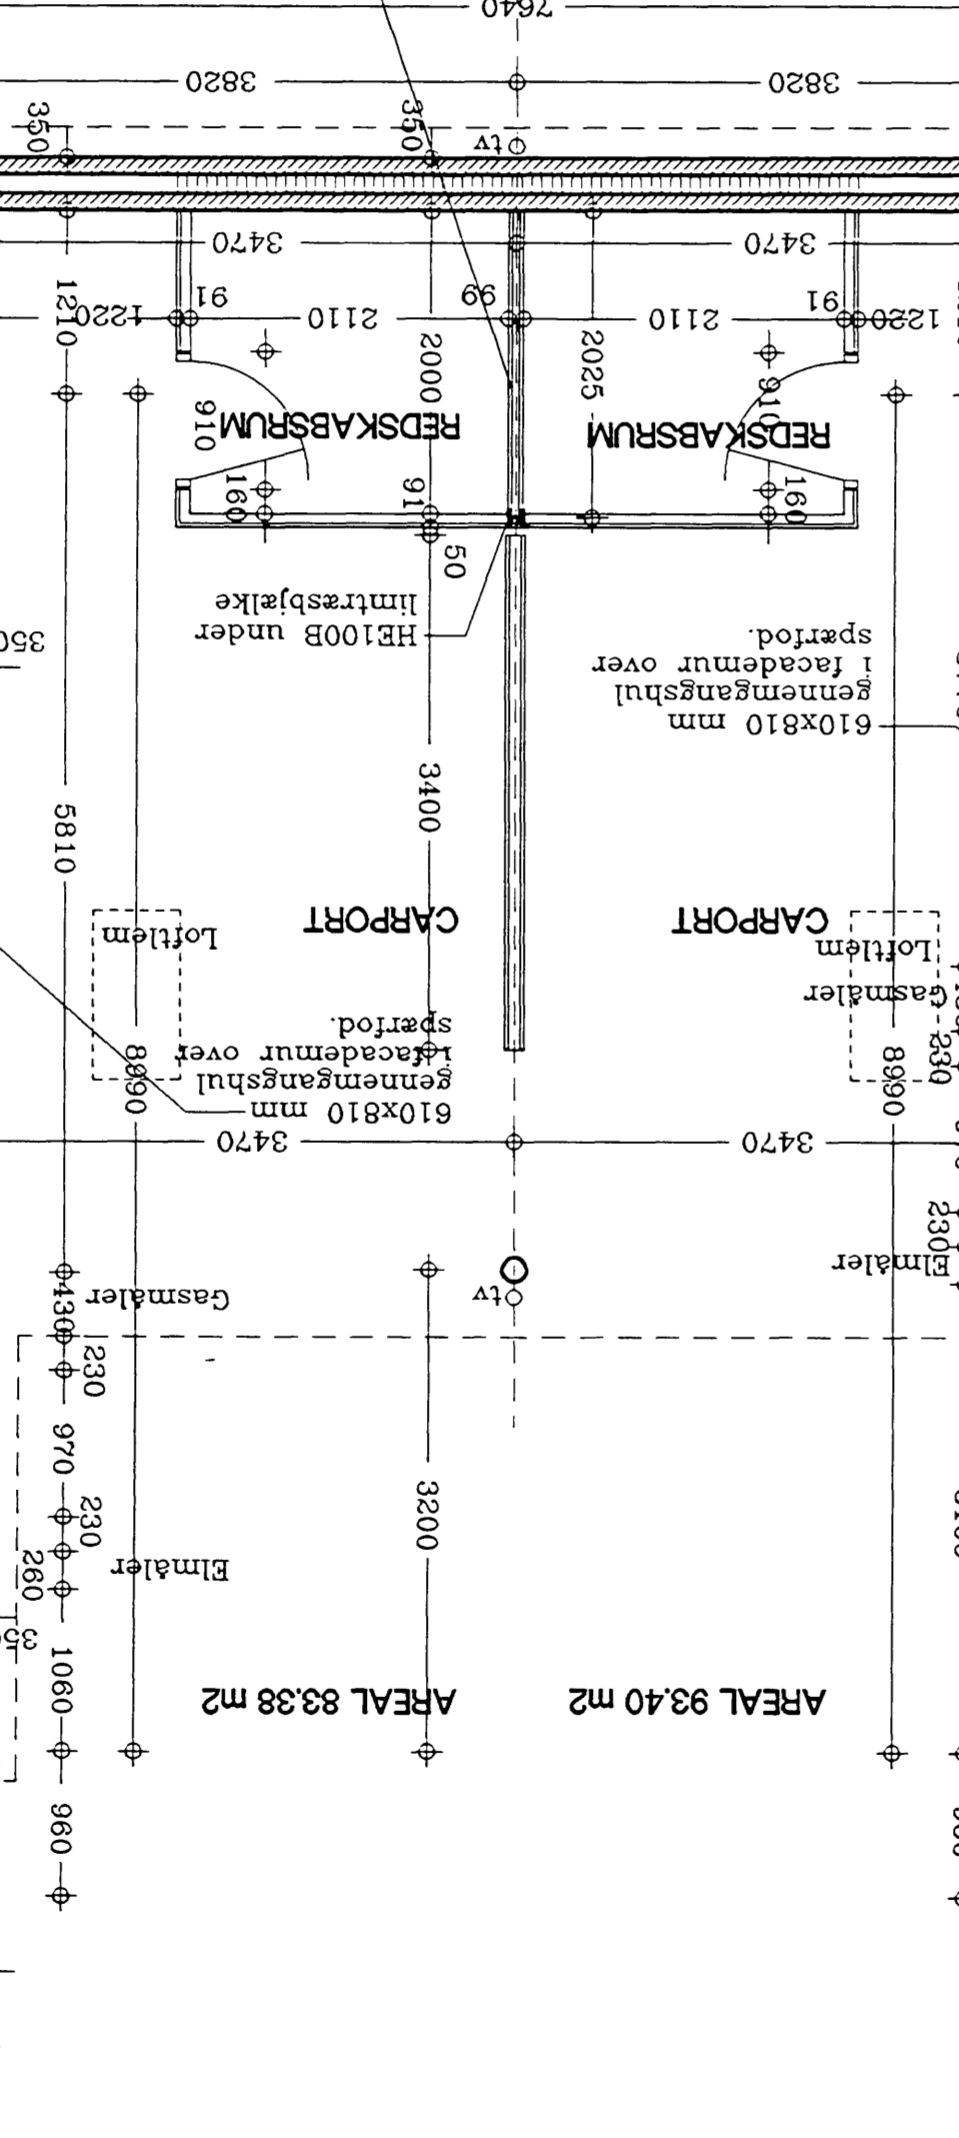 960
AREAL 93.40 m2
AREAL 83.38 m2
1060
260
Elmåler
230
3200
970
230
Gasmåler
430
tv
Elmåler
230
3470
3470
610x810 mm
gennemgangshul
i facademur over
spærfod.
8990
8990
230
Gasmåler
Loftlem
Loftlem
CARPORT
CARPORT
5810
3400
610x810 mm
gennemgangshul
i facademur over
spærfod.
350
HE100B under
limtræsbjælke
50
91
160
160
REDSKABSRUM
REDSKABSRUM
910
910
2025
2000
1220
91
2110
99
2110
91
1220
1210
3470
3470
tv
350
350
3820
3820
7640